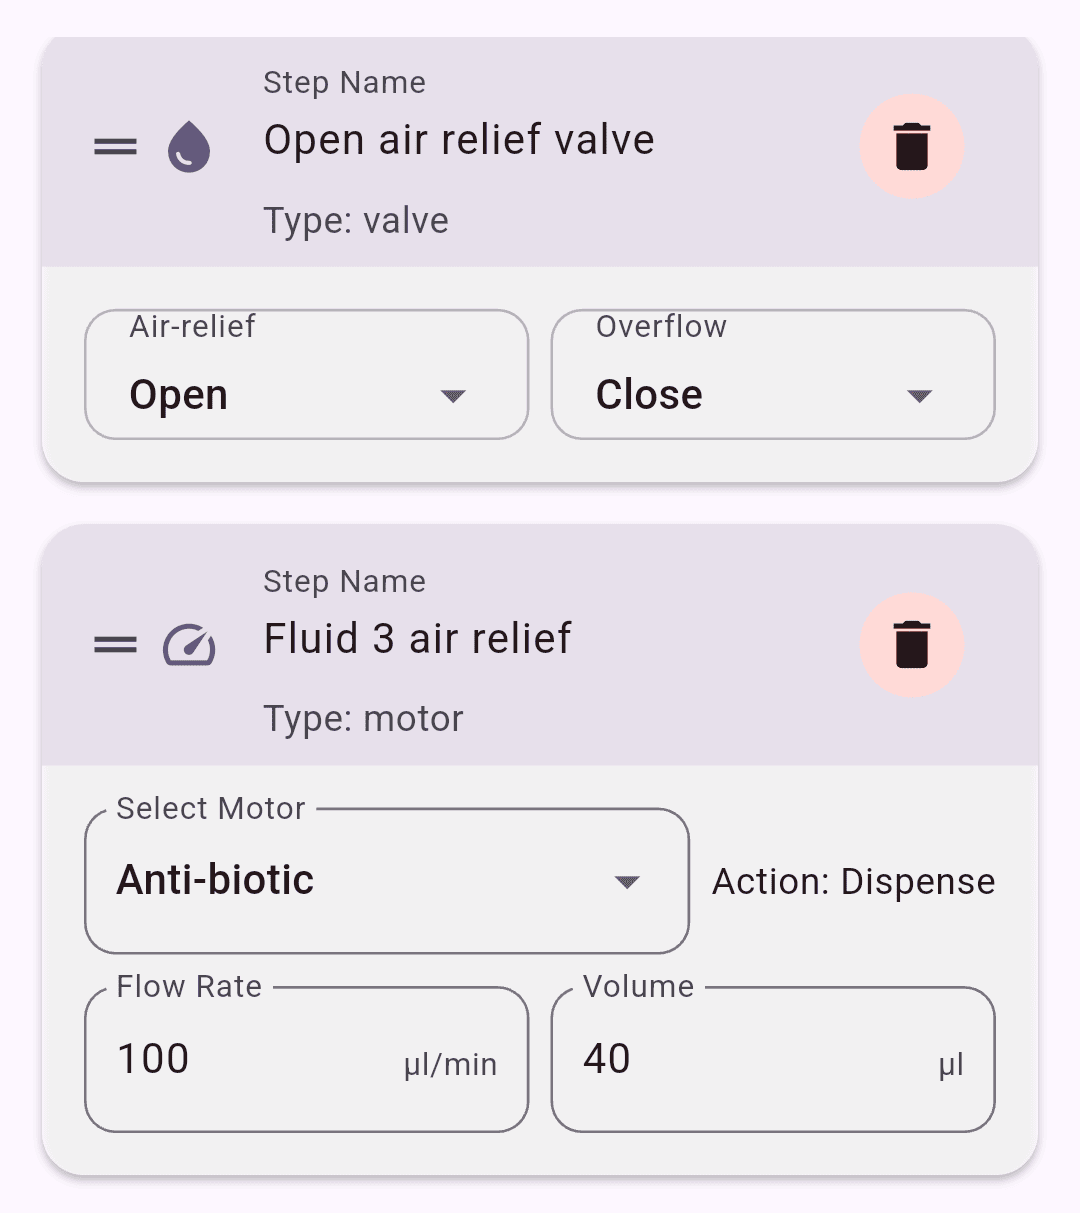 Step Name
Open air relief valve
Type: valve
Air-relief
Overflow
Open
Close
Step Name
Fluid 3 air relief
Type: motor
Select Motor
Anti-biotic
Action: Dispense
Flow Rate
Volume
100 µl/min
40 µl